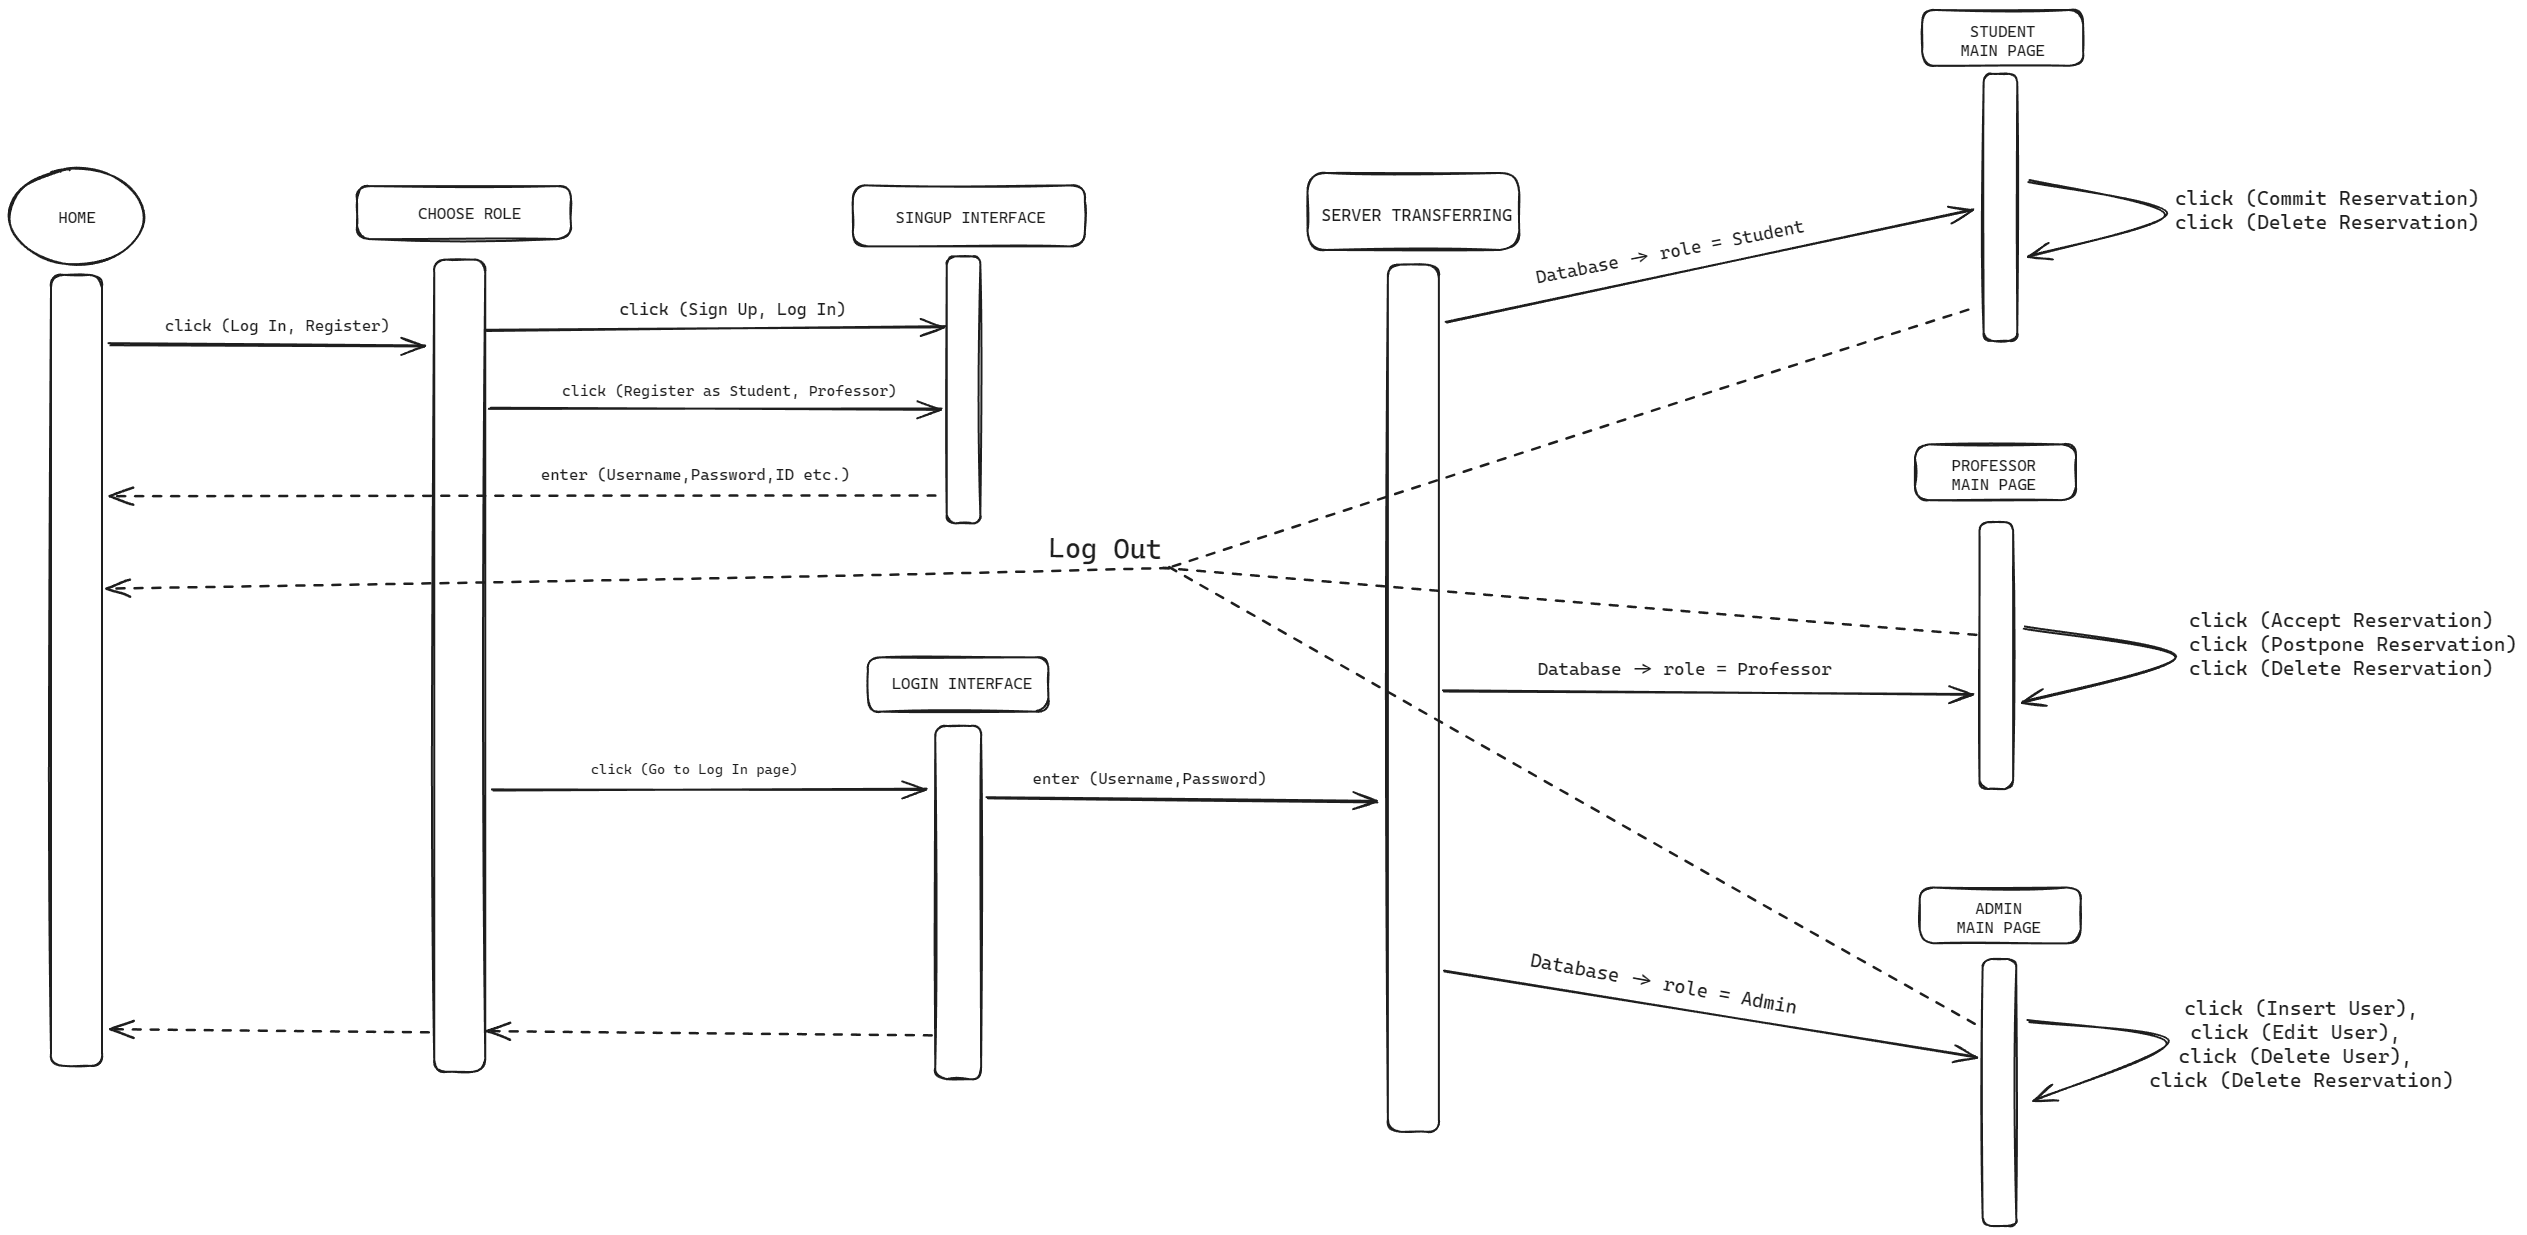 STUDENT
MAIN PAGE
click (Commit Reservation)
click (Delete Reservation)
HOME
CHOOSE ROLE
SINGUP INTERFACE
SERVER TRANSFERRING
Database -> role = Student
click (Log In, Register)
click (Sign Up, Log In)
click (Register as Student, Professor)
enter (Username,Password,ID etc.)
Log Out
PROFESSOR
MAIN PAGE
click (Accept Reservation)
click (Postpone Reservation)
click (Delete Reservation)
Database -> role = Professor
LOGIN INTERFACE
click (Go to Log In page)
enter (Username,Password)
ADMIN
MAIN PAGE
Database -> role = Admin
click (Insert User),
click (Edit User),
click (Delete User),
click (Delete Reservation)